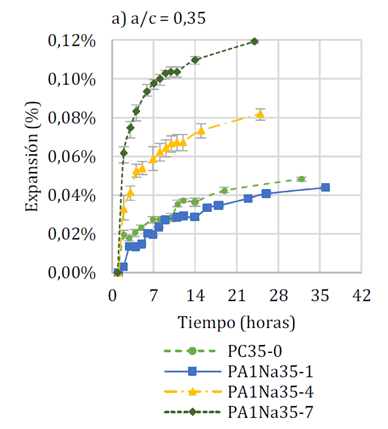 a) a/c = 0,35
0,12%
0,10%
0,08%
0,06%
0,04%
0,02%
0,00%
Expansión (%)
0 7 14 21 28 35 42
Tiempo (horas)
PC35-0
PA1Na35-1
PA1Na35-4
PA1Na35-7